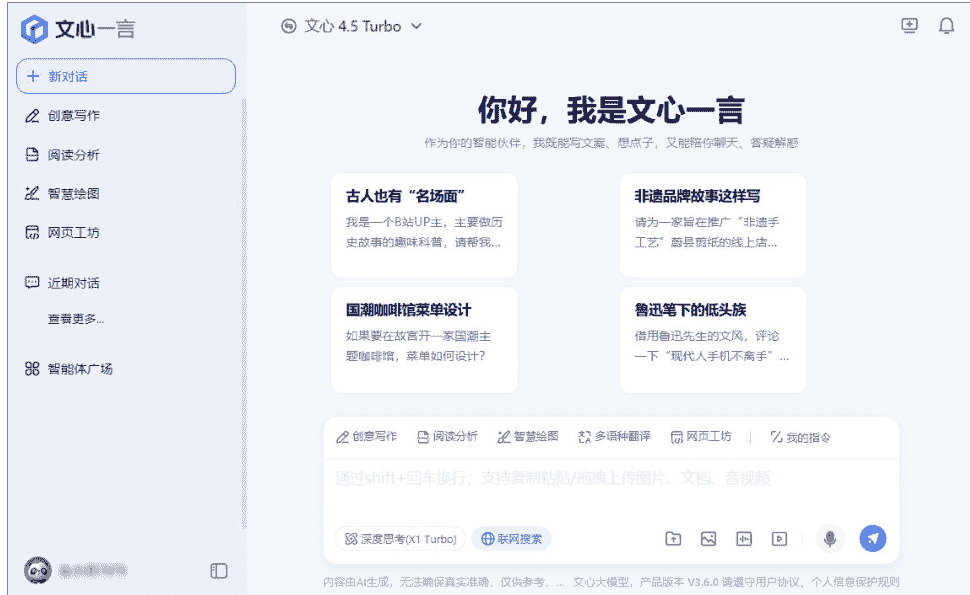 文心一言
新对话
创意写作
阅读分析
智慧绘图
网页工坊
近期对话
查看更多...
智能体广场
文心 4.5 Turbo
你好，我是文心一言
作为你的智能伙伴，我既能写文案、想点子，又能陪你聊天、答疑解惑
古人也有“名场面”
我是一个B站UP主，主要做历
史故事的趣味科普，请帮我...
非遗品牌故事这样写
请为一家旨在推广“非遗手
工艺”蔚县剪纸的线上店...
国潮咖啡馆菜单设计
如果要在故宫开一家国潮主
题咖啡馆，菜单如何设计？
鲁迅笔下的低头族
借用鲁迅先生的文风，评论
一下“现代人手机不离手”...
创意写作 阅读分析 智慧绘图 多语种翻译 网页工坊 我的指令
通过shift+回车换行；支持复制粘贴/拖拽上传图片、文档、音视频
深度思考(X1 Turbo) 联网搜索
内容由AI生成，无法确保真实准确，仅供参考，... 文心大模型，产品版本 V3.6.0 请遵守用户协议、个人信息保护规则